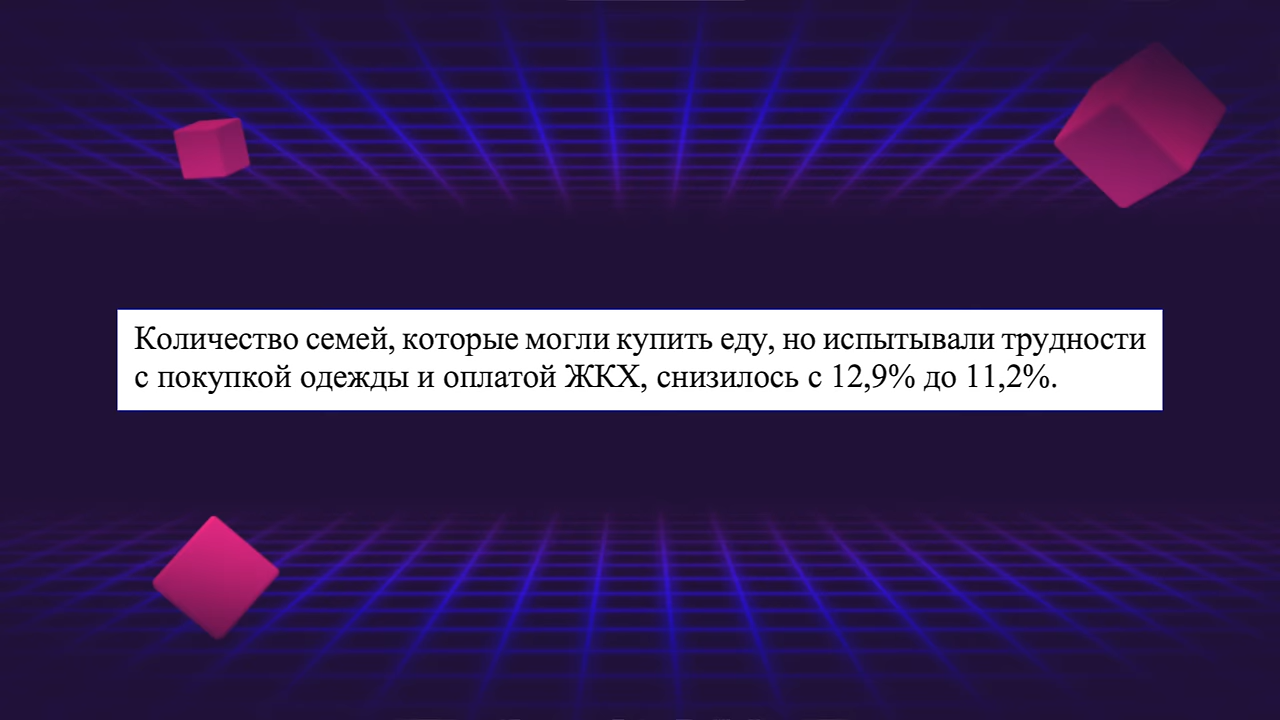 Количество семей, которые могли купить еду, но испытывали трудности
с покупкой одежды и оплатой ЖКХ, снизилось с 12,9% до 11,2%.